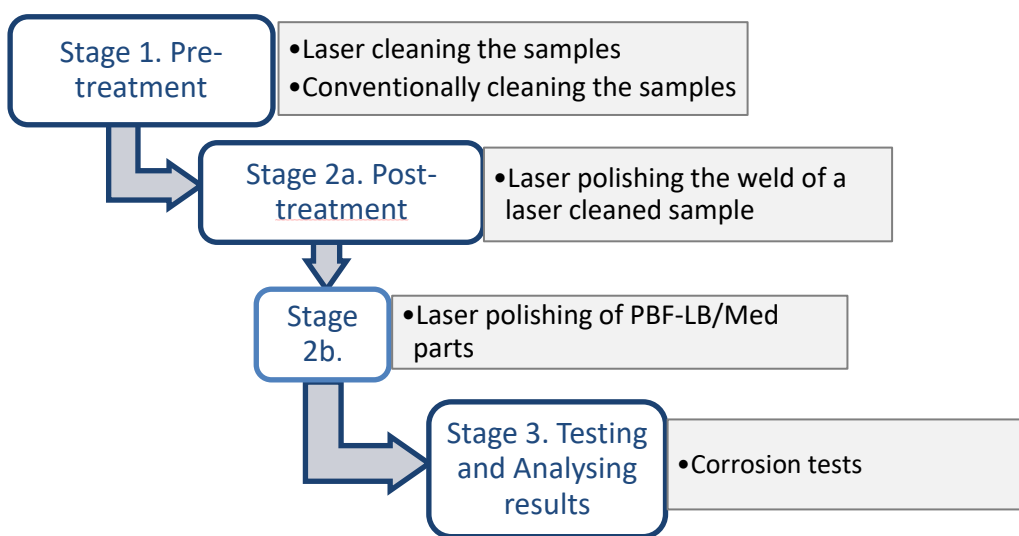 Stage 1. Pre-
treatment
•Laser cleaning the samples
•Conventionally cleaning the samples
Stage 2a. Post-
treatment
•Laser polishing the weld of a
laser cleaned sample
Stage
2b.
•Laser polishing of PBF-LB/Med
parts
Stage 3. Testing
and Analysing
results
•Corrosion tests